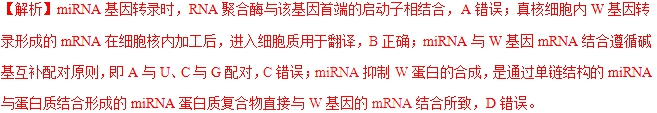 【解析】miRNA 基因转录时，RNA 聚合酶与该基因首端的启动子相结合，A 错误；真核细胞内 W 基因转
录形成的 mRNA 在细胞核内加工后，进入细胞质用于翻译，B 正确；miRNA 与 W 基因 mRNA 结合遵循碱
基互补配对原则，即 A 与 U、C 与 G 配对，C 错误；miRNA 抑制 W 蛋白的合成，是通过单链结构的 miRNA
与蛋白质结合形成的 miRNA 蛋白质复合物直接与 W 基因的 mRNA 结合所致，D 错误。